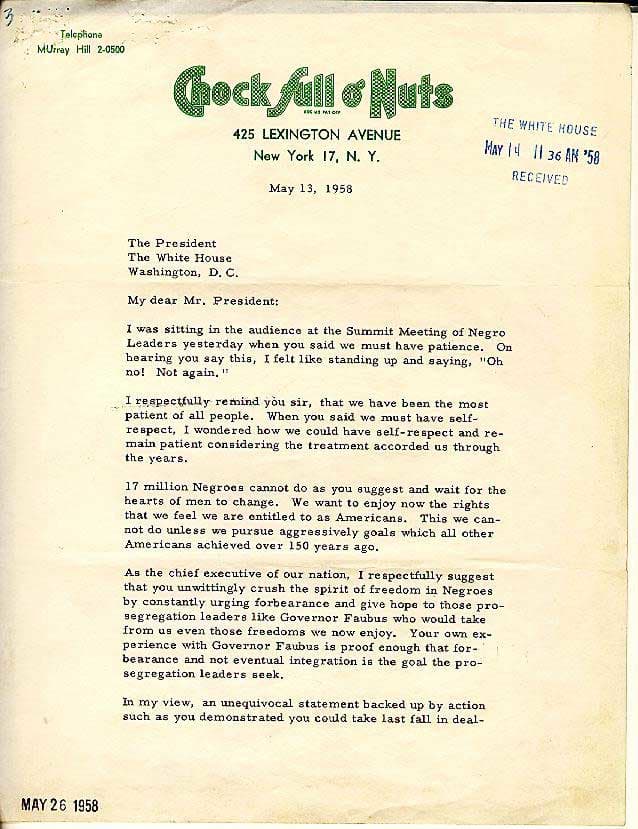 3
Telephone
MUrray Hill 2-0500
Chock full o' Nuts
REG US PAT OFF
425 LEXINGTON AVENUE
New York 17, N. Y.
THE WHITE HOUSE
MAY 14 11 36 AM '58
RECEIVED
May 13, 1958
The President
The White House
Washington, D. C.
My dear Mr. President:
I was sitting in the audience at the Summit Meeting of Negro
Leaders yesterday when you said we must have patience. On
hearing you say this, I felt like standing up and saying, "Oh
no! Not again."
I respectfully remind you sir, that we have been the most
patient of all people. When you said we must have self-
respect, I wondered how we could have self-respect and re-
main patient considering the treatment accorded us through
the years.
17 million Negroes cannot do as you suggest and wait for the
hearts of men to change. We want to enjoy now the rights
that we feel we are entitled to as Americans. This we can-
not do unless we pursue aggressively goals which all other
Americans achieved over 150 years ago.
As the chief executive of our nation, I respectfully suggest
that you unwittingly crush the spirit of freedom in Negroes
by constantly urging forbearance and give hope to those pro-
segregation leaders like Governor Faubus who would take
from us even those freedoms we now enjoy. Your own ex-
perience with Governor Faubus is proof enough that for-
bearance and not eventual integration is the goal the pro-
segregation leaders seek.
In my view, an unequivocal statement backed up by action
such as you demonstrated you could take last fall in deal-
MAY 26 1958